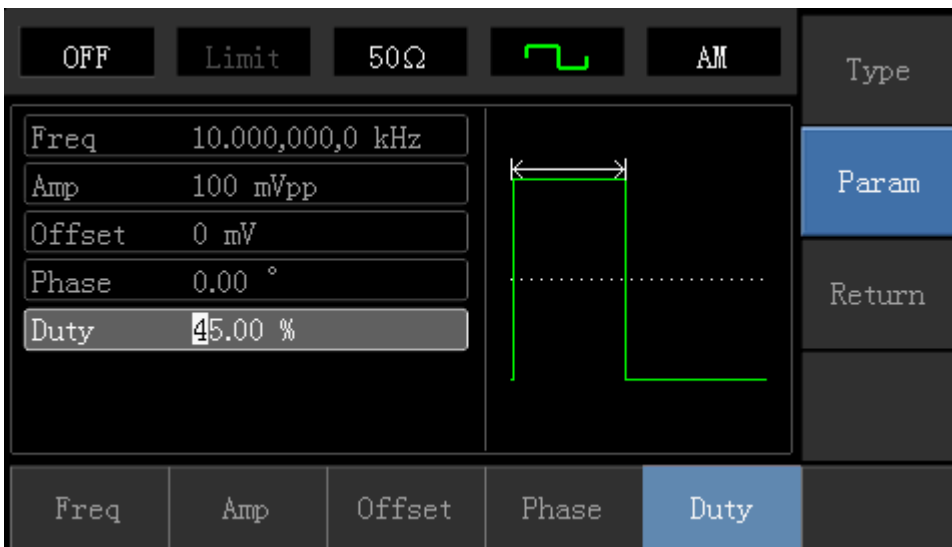 OFF Limit 50Ω AM
Type
Freq 10.000,000,0 kHz
Amp 100 mVpp
Offset 0 mV
Phase 0.00 °
Duty 45.00 %
Param
Return
Freq Amp Offset Phase Duty